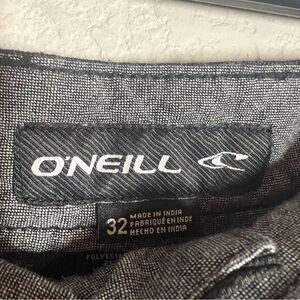 O'NEILL
32
MADE IN INDIA
FABRIQUÉ EN INDE
HECHO EN INDIA